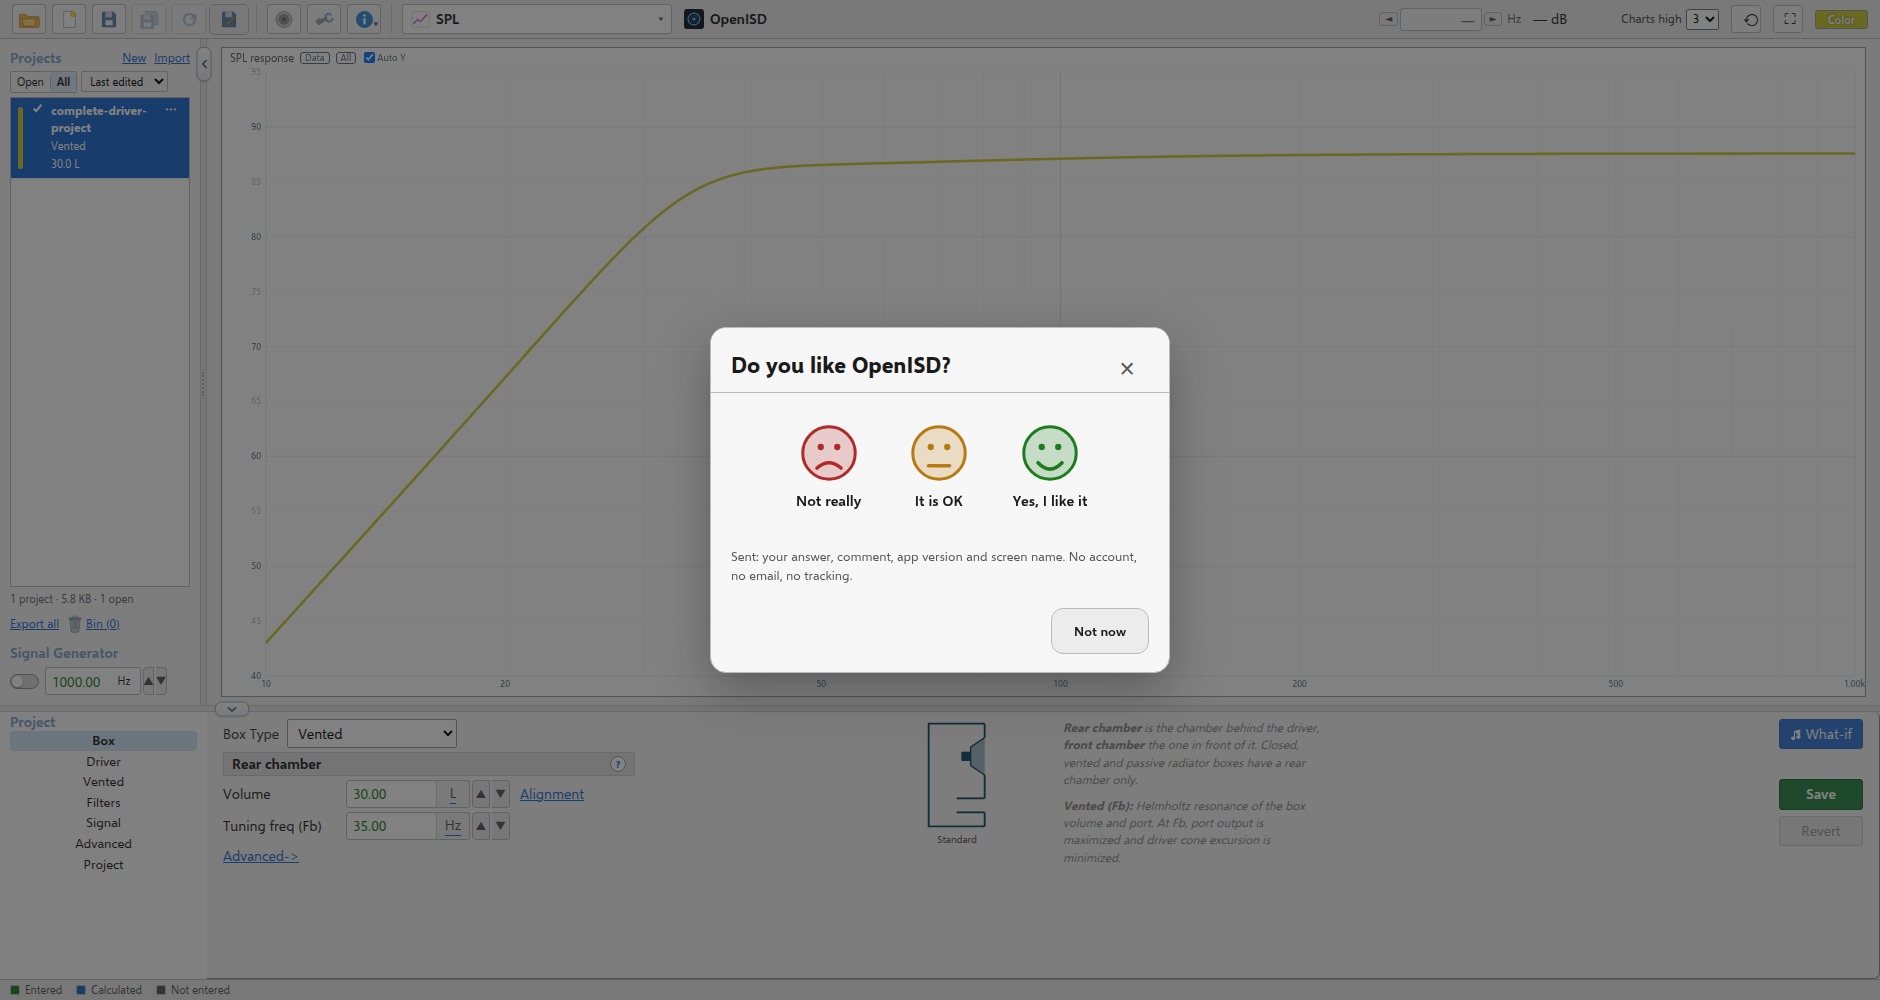 SPL
OpenISD
— Hz — dB
Charts high 3
Color
Projects New Import
Open All Last edited
complete-driver-
project
Vented
30.0 L
1 project · 5.8 KB · 1 open
Export all Bin (0)
Signal Generator
1000.00 Hz
SPL response Data All Auto Y
95
90
85
80
75
70
65
60
55
50
45
40
10 20 50 100 200 500 1.00k
Do you like OpenISD?
Not really It is OK Yes, I like it
Sent: your answer, comment, app version and screen name. No account,
no email, no tracking.
Not now
Project
Box
Driver
Vented
Filters
Signal
Advanced
Project
Box Type Vented
Rear chamber ?
Volume 30.00 L Alignment
Tuning freq (Fb) 35.00 Hz
Advanced->
Standard
Rear chamber is the chamber behind the driver,
front chamber the one in front of it. Closed,
vented and passive radiator boxes have a rear
chamber only.
Vented (Fb): Helmholtz resonance of the box
volume and port. At Fb, port output is
maximized and driver cone excursion is
minimized.
What-if
Save
Revert
Entered Calculated Not entered